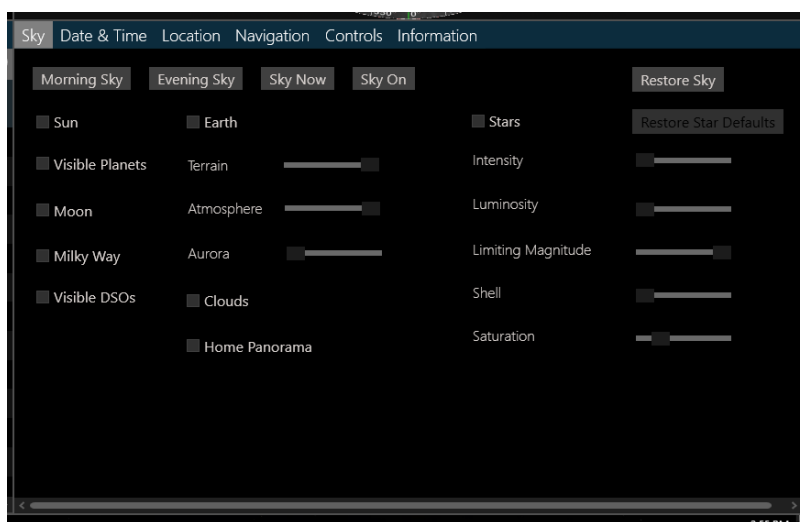 Sky Date & Time Location Navigation Controls Information
Morning Sky Evening Sky Sky Now Sky On Restore Sky
Sun Earth Stars Restore Star Defaults
Visible Planets Terrain Intensity
Moon Atmosphere Luminosity
Milky Way Aurora Limiting Magnitude
Visible DSOs Clouds Shell
Home Panorama Saturation